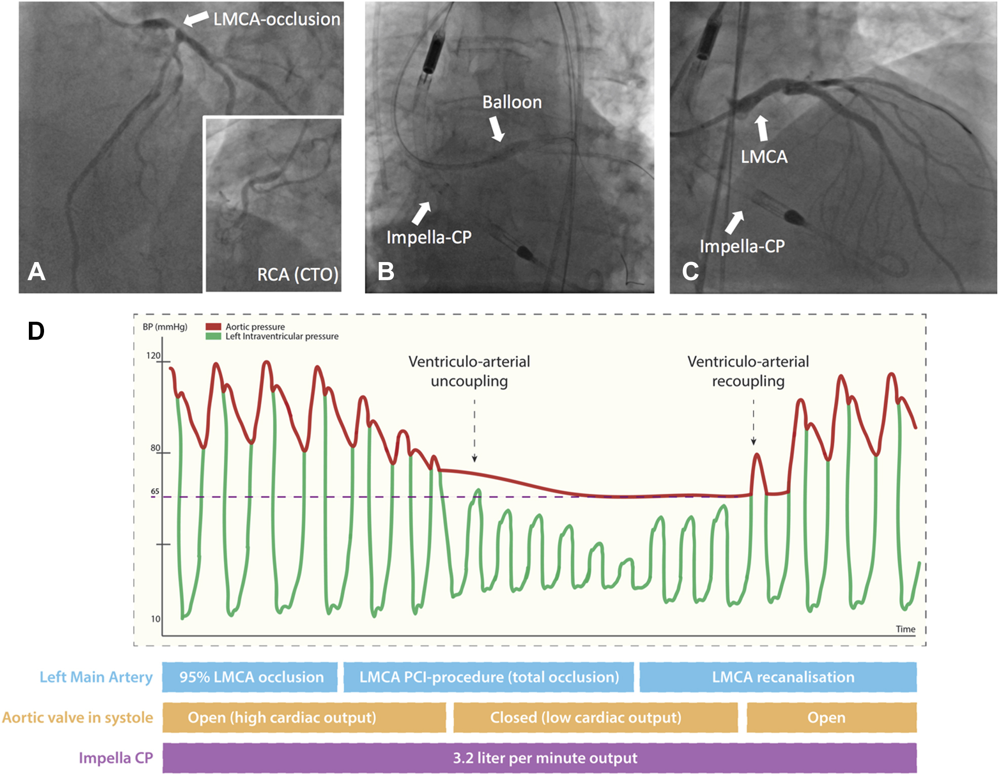 LMCA-occlusion
RCA (CTO)
A
Balloon
Impella-CP
B
LMCA
Impella-CP
C
D
BP (mmHg)
Aortic pressure
Left Intraventricular pressure
120
80
65
10
Ventriculo-arterial
uncoupling
Ventriculo-arterial
recoupling
Time
Left Main Artery
95% LMCA occlusion
LMCA PCI-procedure (total occlusion)
LMCA recanalisation
Aortic valve in systole
Open (high cardiac output)
Closed (low cardiac output)
Open
Impella CP
3.2 liter per minute output